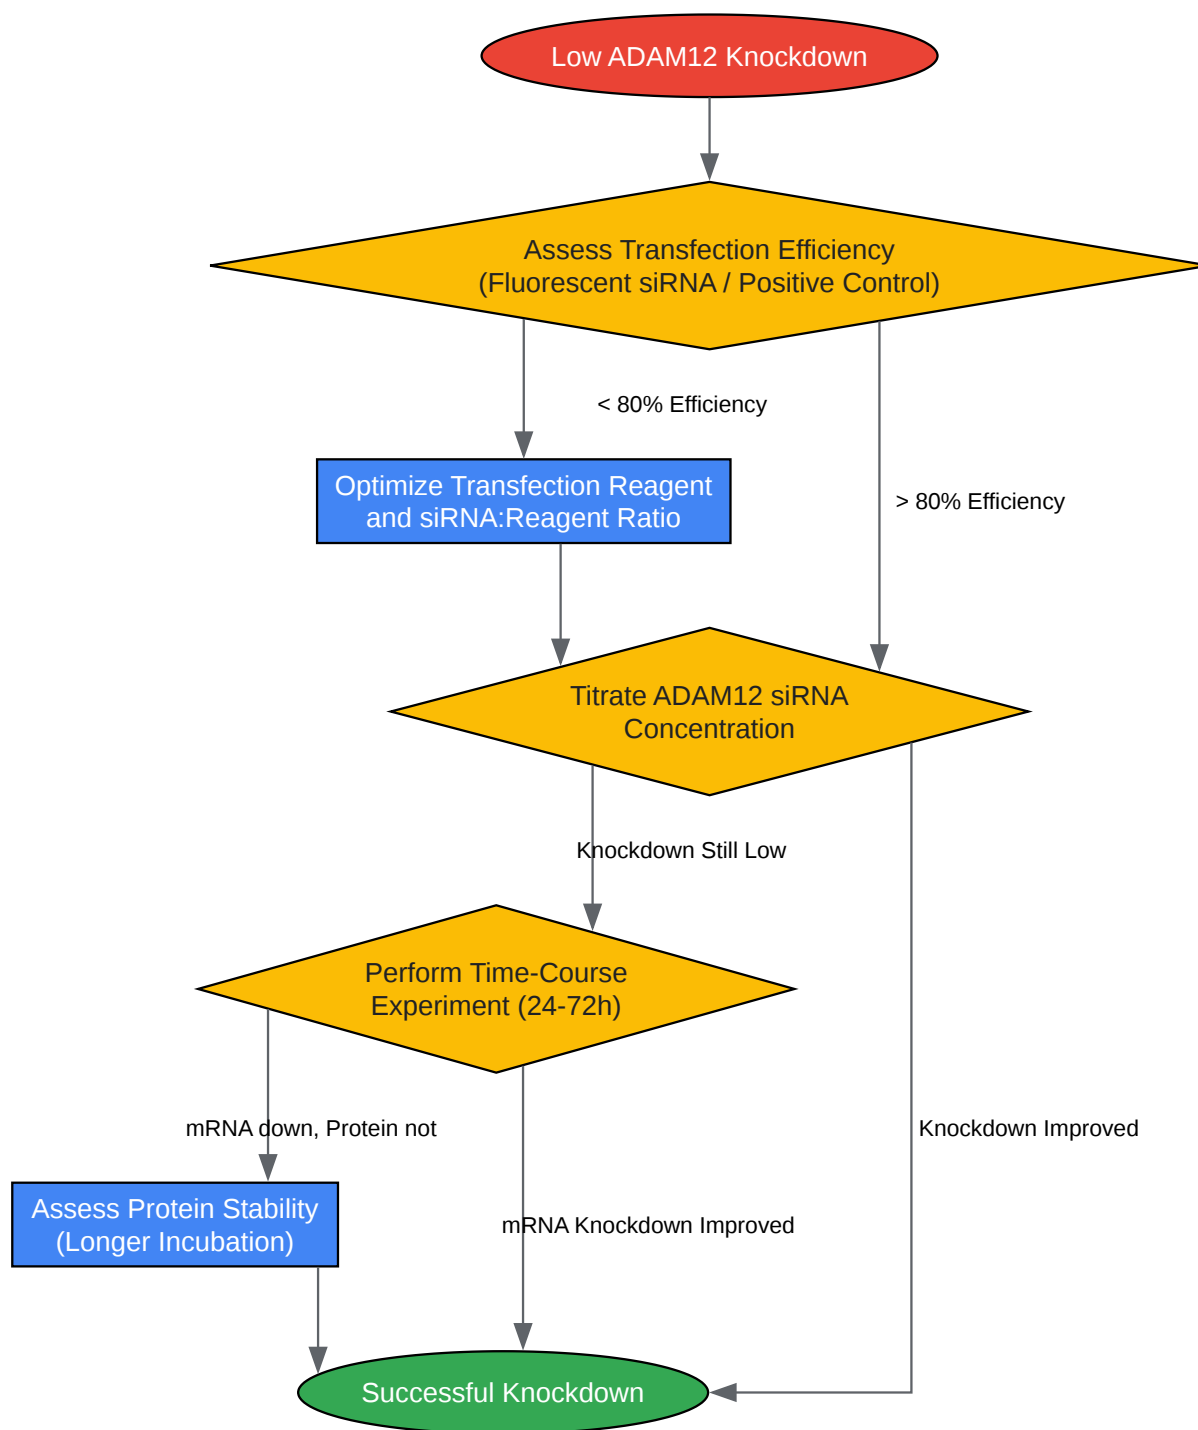 Low ADAM12 Knockdown
Assess Transfection Efficiency
(Fluorescent siRNA / Positive Control)
< 80% Efficiency
Optimize Transfection Reagent
and siRNA:Reagent Ratio
> 80% Efficiency
Titrate ADAM12 siRNA
Concentration
Knockdown Still Low
Perform Time-Course
Experiment (24-72h)
mRNA down, Protein not
Knockdown Improved
Assess Protein Stability
(Longer Incubation)
mRNA Knockdown Improved
Successful Knockdown